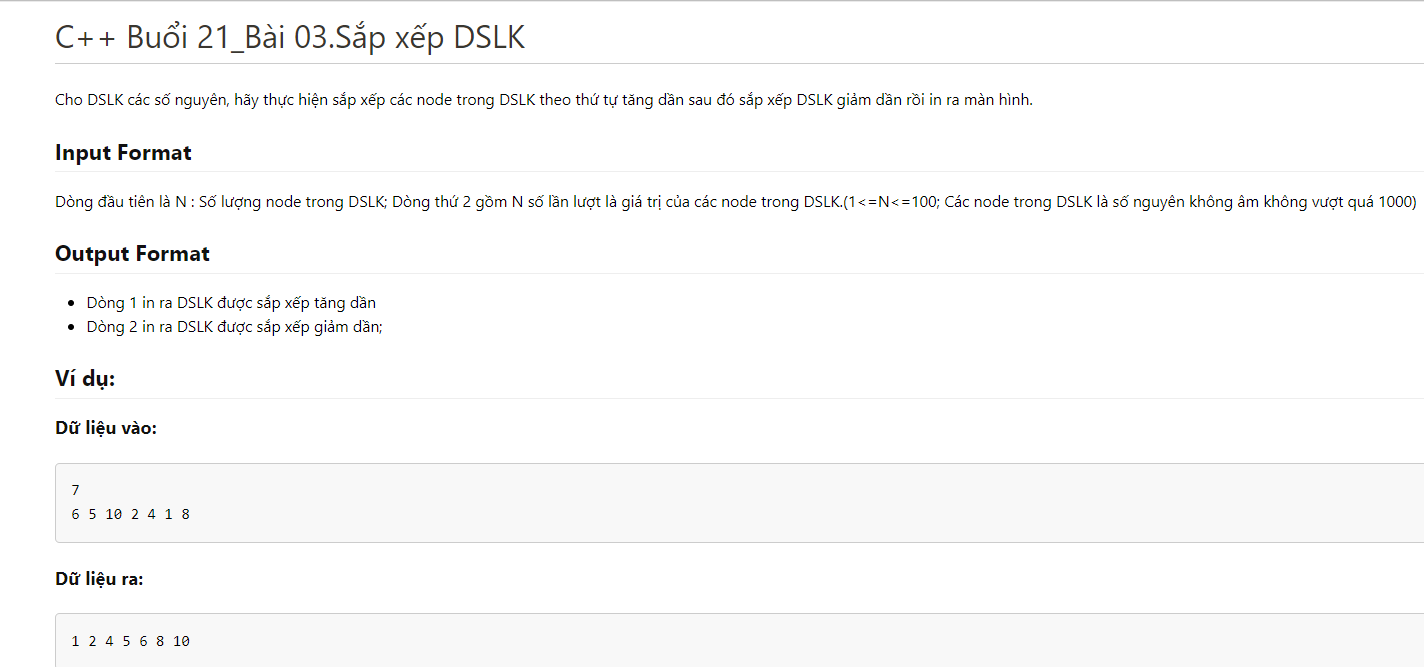 C++ Buổi 21_Bài 03.Sắp xếp DSLK
Cho DSLK các số nguyên, hãy thực hiện sắp xếp các node trong DSLK theo thứ tự tăng dần sau đó sắp xếp DSLK giảm dần rồi in ra màn hình.
Input Format
Dòng đầu tiên là N : Số lượng node trong DSLK; Dòng thứ 2 gồm N số lần lượt là giá trị của các node trong DSLK.(1<=N<=100; Các node trong DSLK là số nguyên không âm không vượt quá 1000)
Output Format
• Dòng 1 in ra DSLK được sắp xếp tăng dần
• Dòng 2 in ra DSLK được sắp xếp giảm dần;
Ví dụ:
Dữ liệu vào:
7
6 5 10 2 4 1 8
Dữ liệu ra:
1 2 4 5 6 8 10